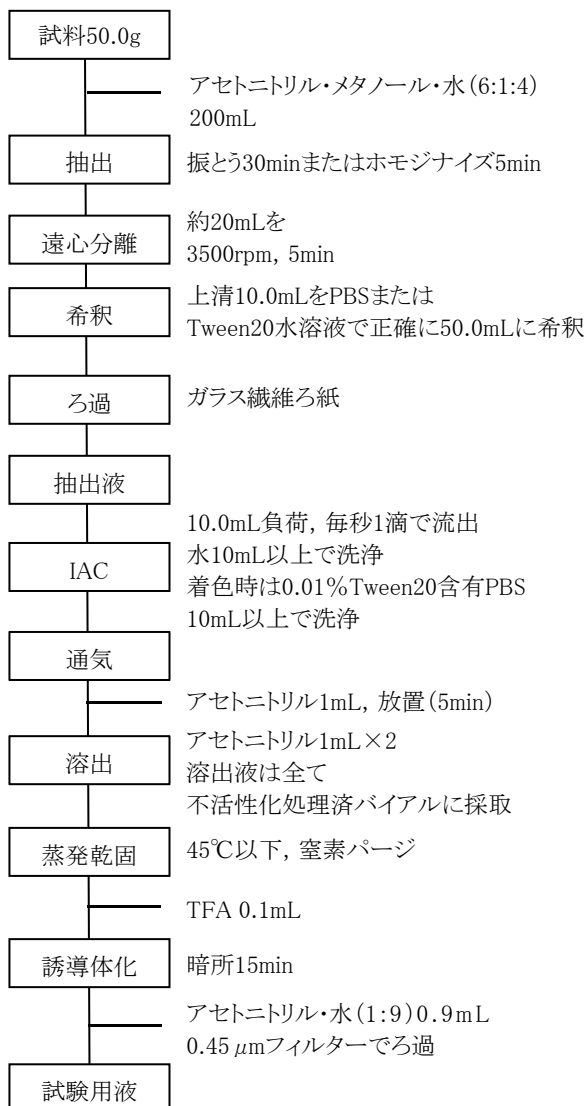 試料50.0g
アセトニトリル・メタノール・水(6:1:4)
200mL
抽出
振とう30minまたはホモジナイズ5min
遠心分離
約20mLを
3500rpm, 5min
希釈
上清10.0mLをPBSまたは
Tween20水溶液で正確に50.0mLに希釈
ろ過
ガラス繊維ろ紙
抽出液
IAC
10.0mL負荷, 毎秒1滴で流出
水10mL以上で洗浄
着色時は0.01%Tween20含有PBS
10mL以上で洗浄
通気
アセトニトリル1mL, 放置(5min)
溶出
アセトニトリル1mL×2
溶出液は全て
不活性化処理済バイアルに採取
蒸発乾固
45℃以下, 窒素パージ
TFA 0.1mL
誘導体化
暗所15min
アセトニトリル・水(1:9)0.9mL
0.45μmフィルターでろ過
試験用液